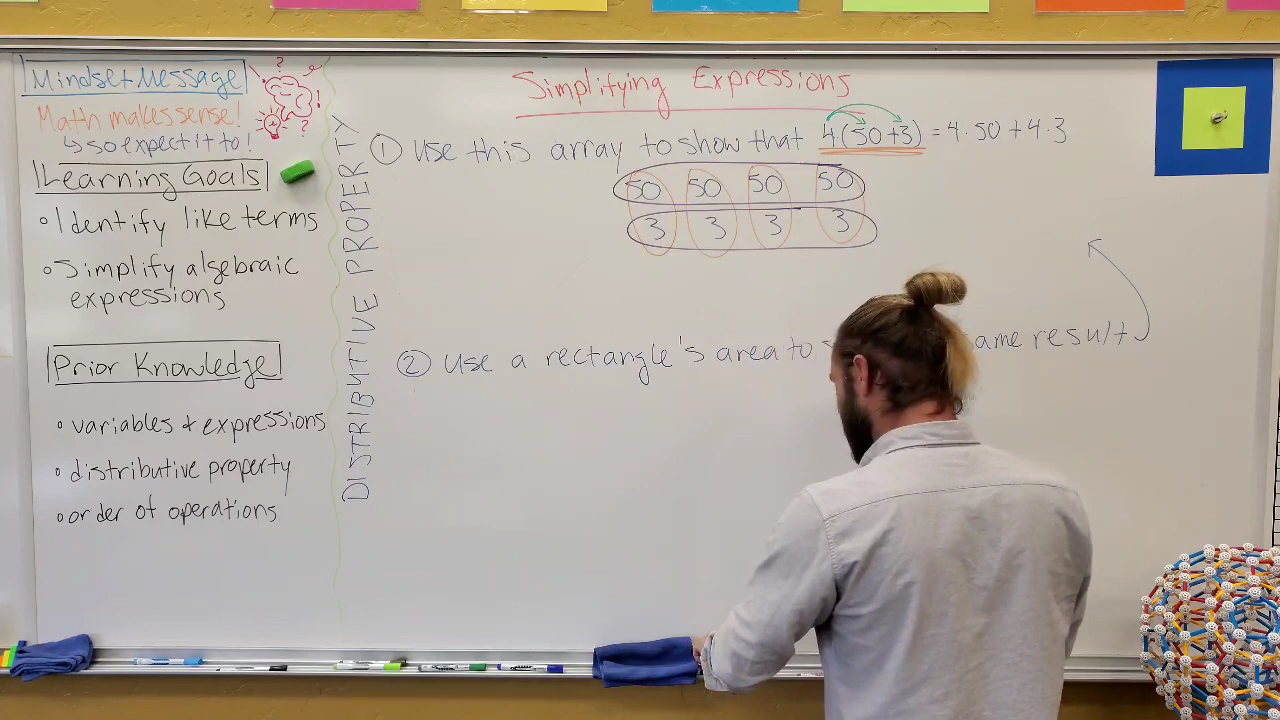 Mindset Message
Math makes sense!
↳ so expect it to!
Learning Goals
• Identify like terms
• Simplify algebraic
expressions
Prior Knowledge
• variables + expressions
• distributive property
• order of operations
DISTRIBUTIVE PROPERTY
Simplifying Expressions
① Use this array to show that 4(50+3) = 4·50 + 4·3
50 50 50 50
3 3 3 3
② Use a rectangle's area to ame result